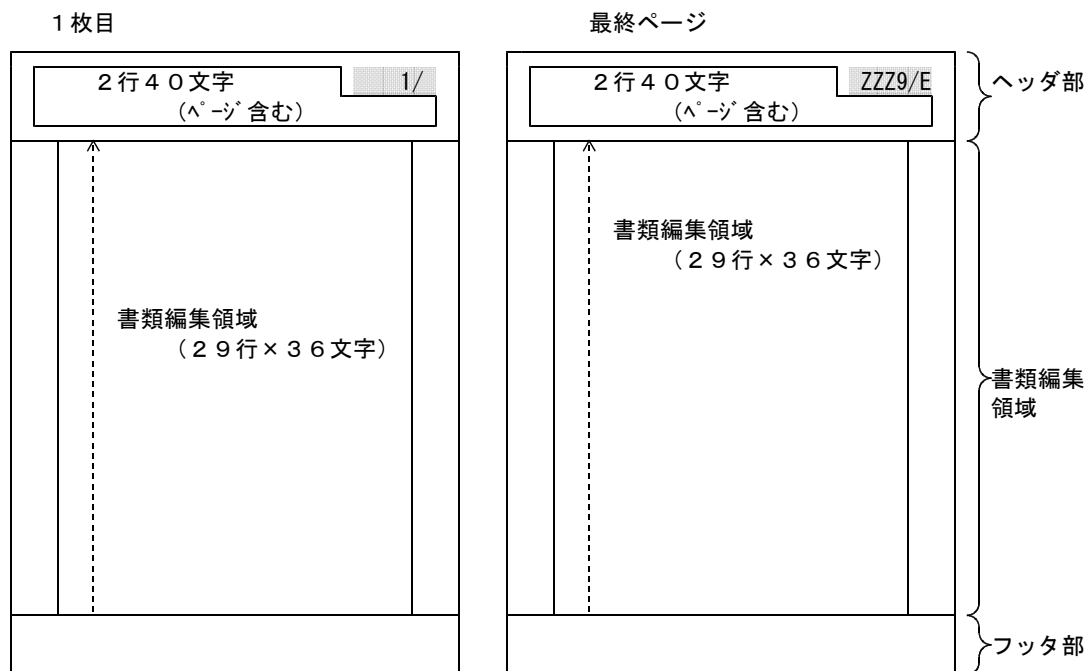 １枚目
２行４０文字
1/
(ﾍﾟｰｼﾞ含む)
書類編集領域
（２９行×３６文字）
最終ページ
２行４０文字
ZZZ9/E
(ﾍﾟｰｼﾞ含む)
書類編集領域
（２９行×３６文字）
ヘッダ部
書類編集
領域
フッタ部